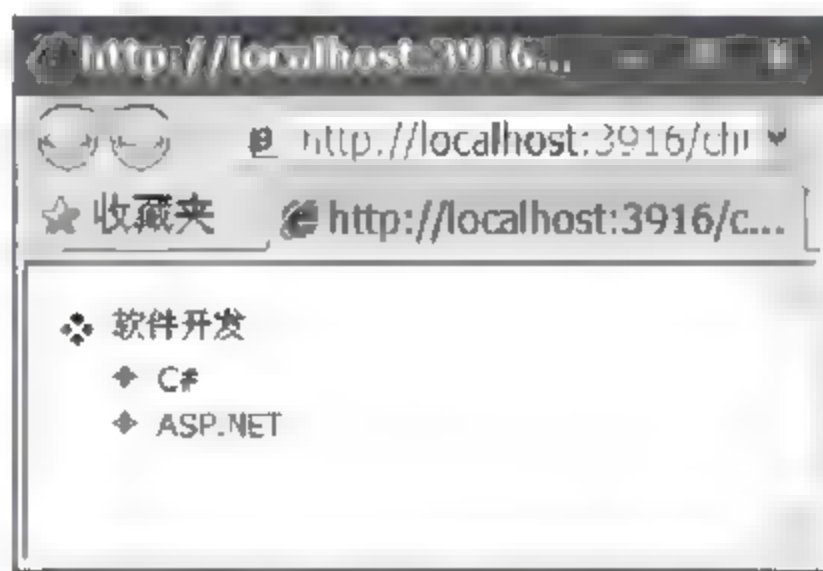 http://localhost:3916...
http://localhost:3916/ch
收藏夹 http://localhost:3916/c...
软件开发
C#
ASP.NET